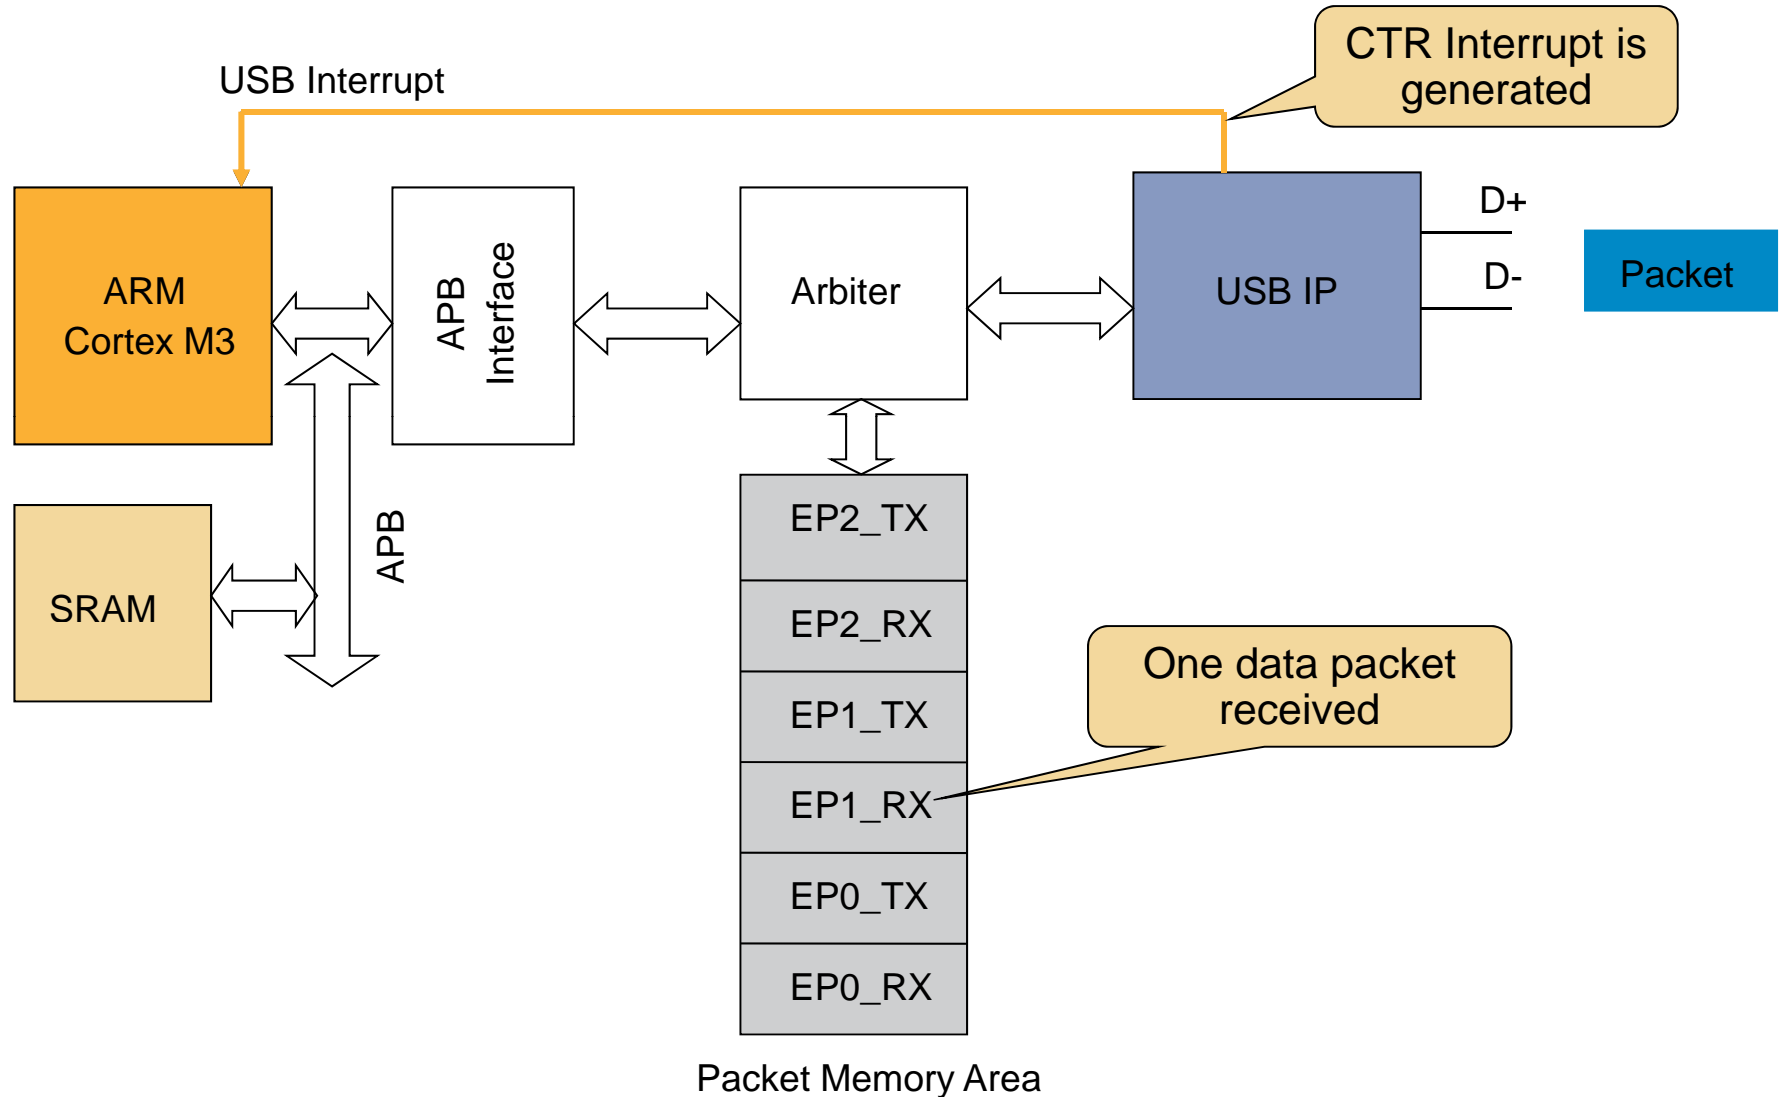 CTR Interrupt is
generated
USB Interrupt
ARM
Cortex M3
APB
Interface
Arbiter
USB IP
D+
D-
Packet
SRAM
APB
EP2_TX
EP2_RX
EP1_TX
EP1_RX
EP0_TX
EP0_RX
One data packet
received
Packet Memory Area